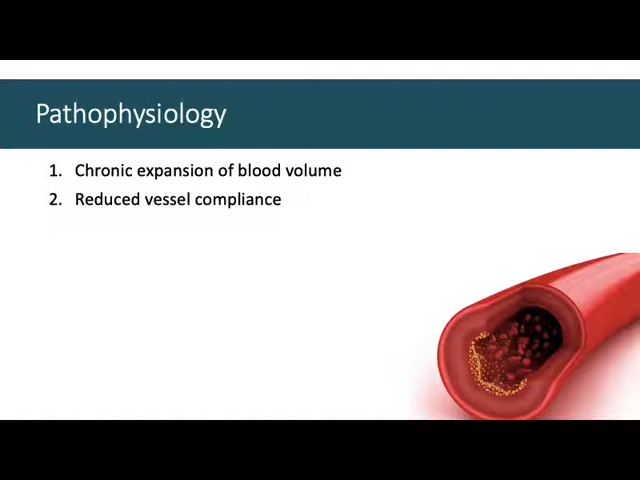 Pathophysiology
1. Chronic expansion of blood volume
2. Reduced vessel compliance